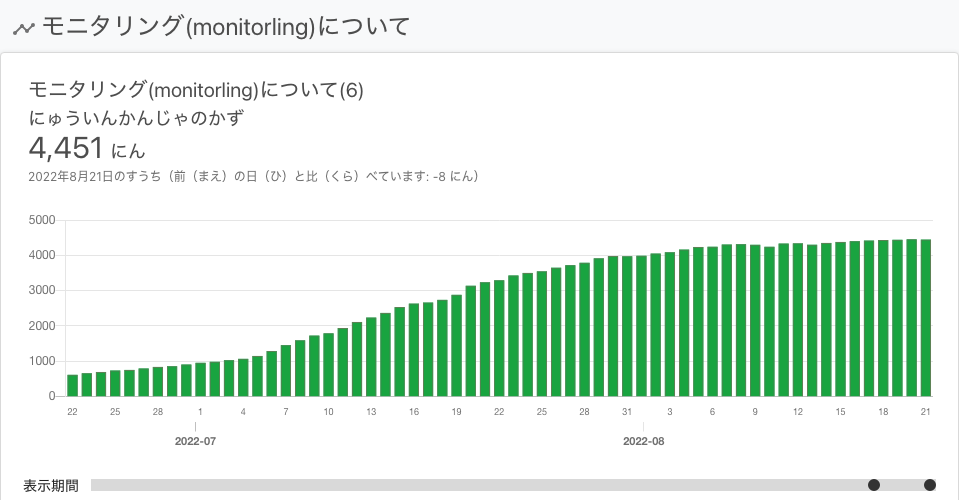 モニタリング(monitorling)について
モニタリング(monitorling)について(6)
にゅういんかんじゃのかず
4,451 にん
2022年8月21日のすうち（前（まえ）の日（ひ）と比（くら）べています: -8 にん）
5000
4000
3000
2000
1000
0
22 25 28 1 4 7 10 13 16 19 22 25 28 31 3 6 9 12 15 18 21
2022-07 2022-08
表示期間